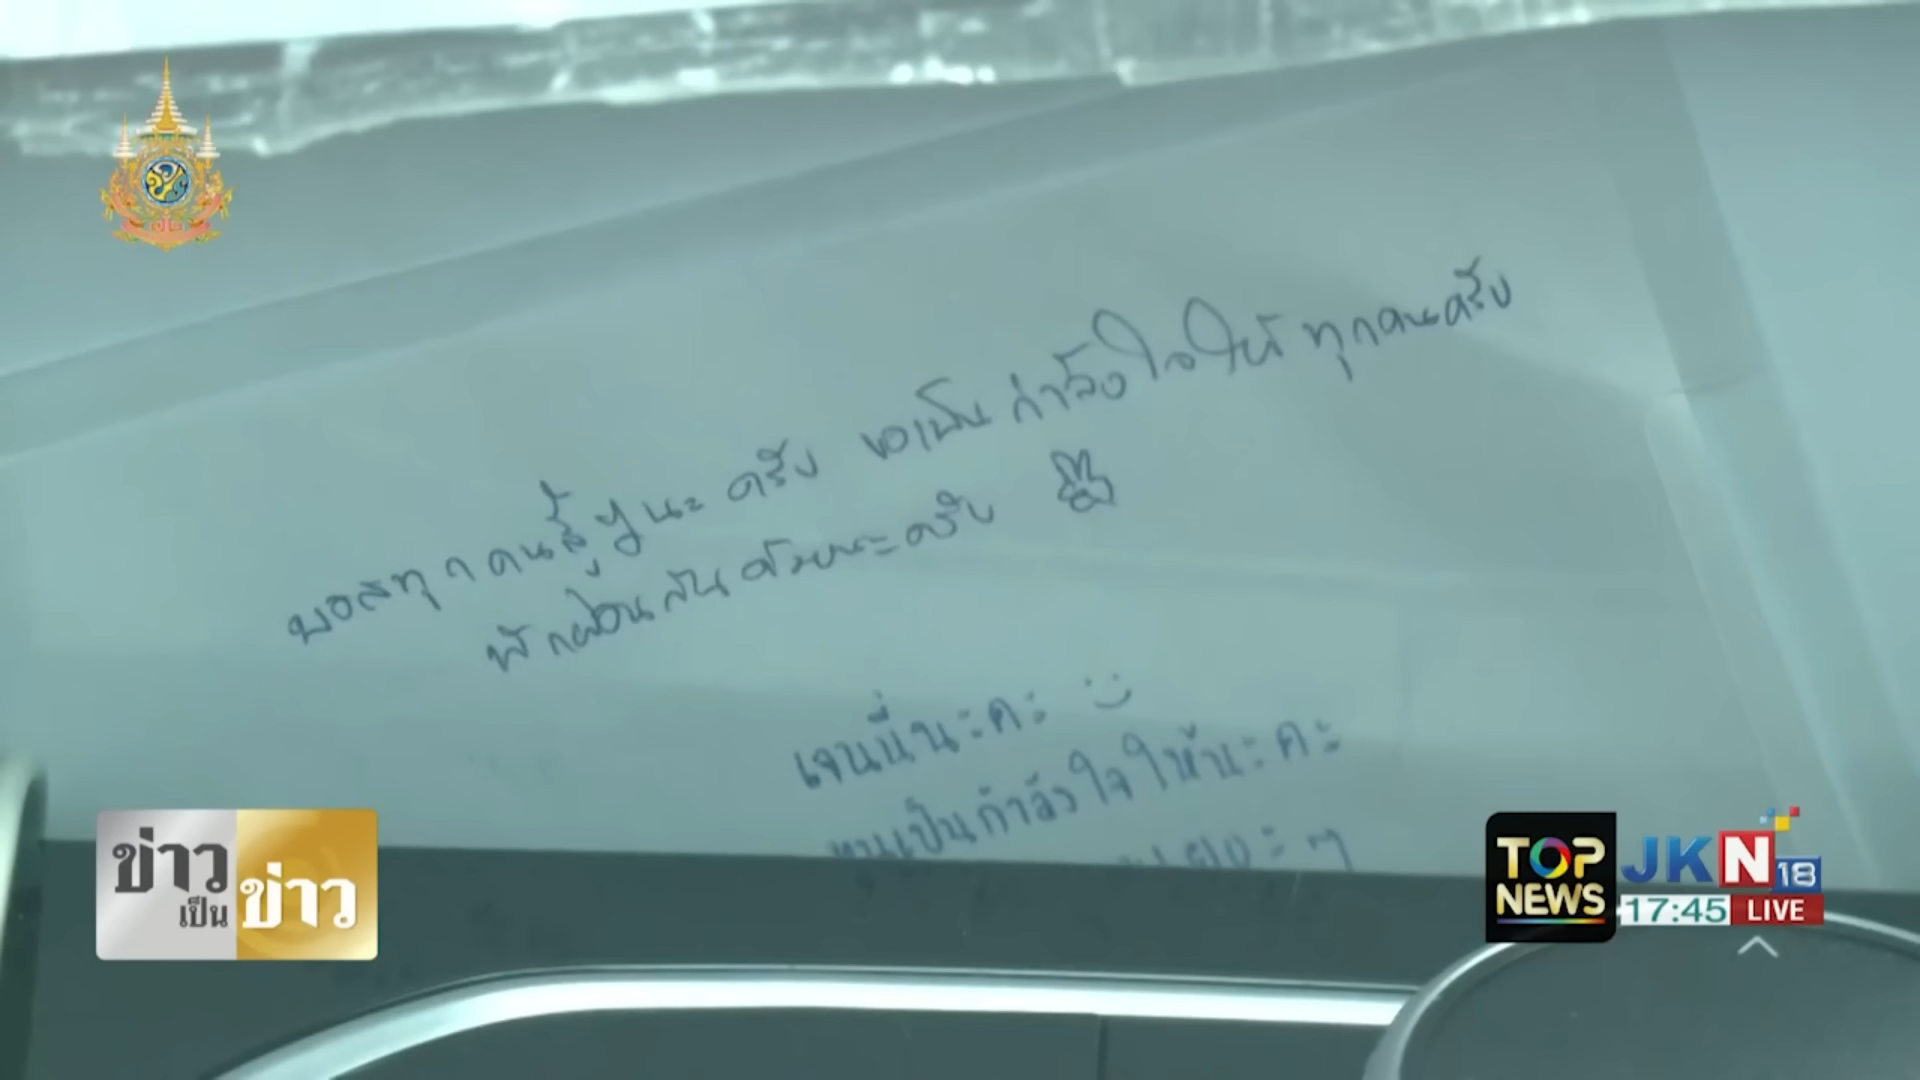 บอสทุกคนสู้ๆนะครับ ขอเป็นกำลังใจให้ทุกคนครับ
พักผ่อนกันด้วยนะครับ
เจนนี่นะคะ :)
เป็นกำลังใจให้นะคะ
ข่าว
เป็น
ข่าว
TOP
NEWS
JKN
18
17:45
LIVE